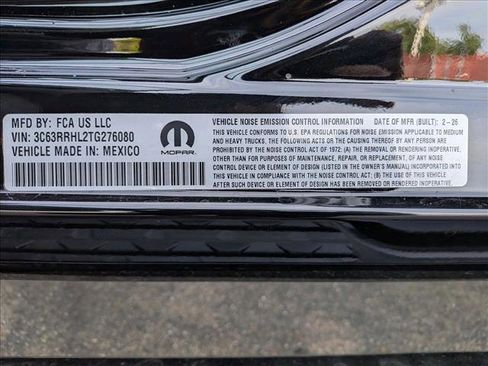 MFD BY: FCA US LLC
VIN: 3C63RRHL2TG276080
VEHICLE MADE IN: MEXICO
MOPAR
VEHICLE NOISE EMISSION CONTROL INFORMATION DATE OF MFR (BUILT): 2-26
THIS VEHICLE CONFORMS TO U.S. EPA REGULATIONS FOR NOISE EMISSION APPLICABLE TO MEDIUM
AND HEAVY TRUCKS. THE FOLLOWING ACTS OR THE CAUSING THEREOF BY ANY PERSON ARE
PROHIBITED BY THE NOISE CONTROL ACT OF 1972: (A) THE REMOVAL OR RENDERING INOPERATIVE,
OTHER THAN FOR PURPOSES OF MAINTENANCE, REPAIR, OR REPLACEMENT, OF ANY NOISE
CONTROL DEVICE OR ELEMENT OF DESIGN (LISTED IN THE OWNER'S MANUAL) INCORPORATED INTO
THIS VEHICLE IN COMPLIANCE WITH THE NOISE CONTROL ACT; (B) THE USE OF THIS VEHICLE
AFTER SUCH DEVICE OR ELEMENT OF DESIGN HAS BEEN REMOVED OR RENDERED INOPERATIVE.